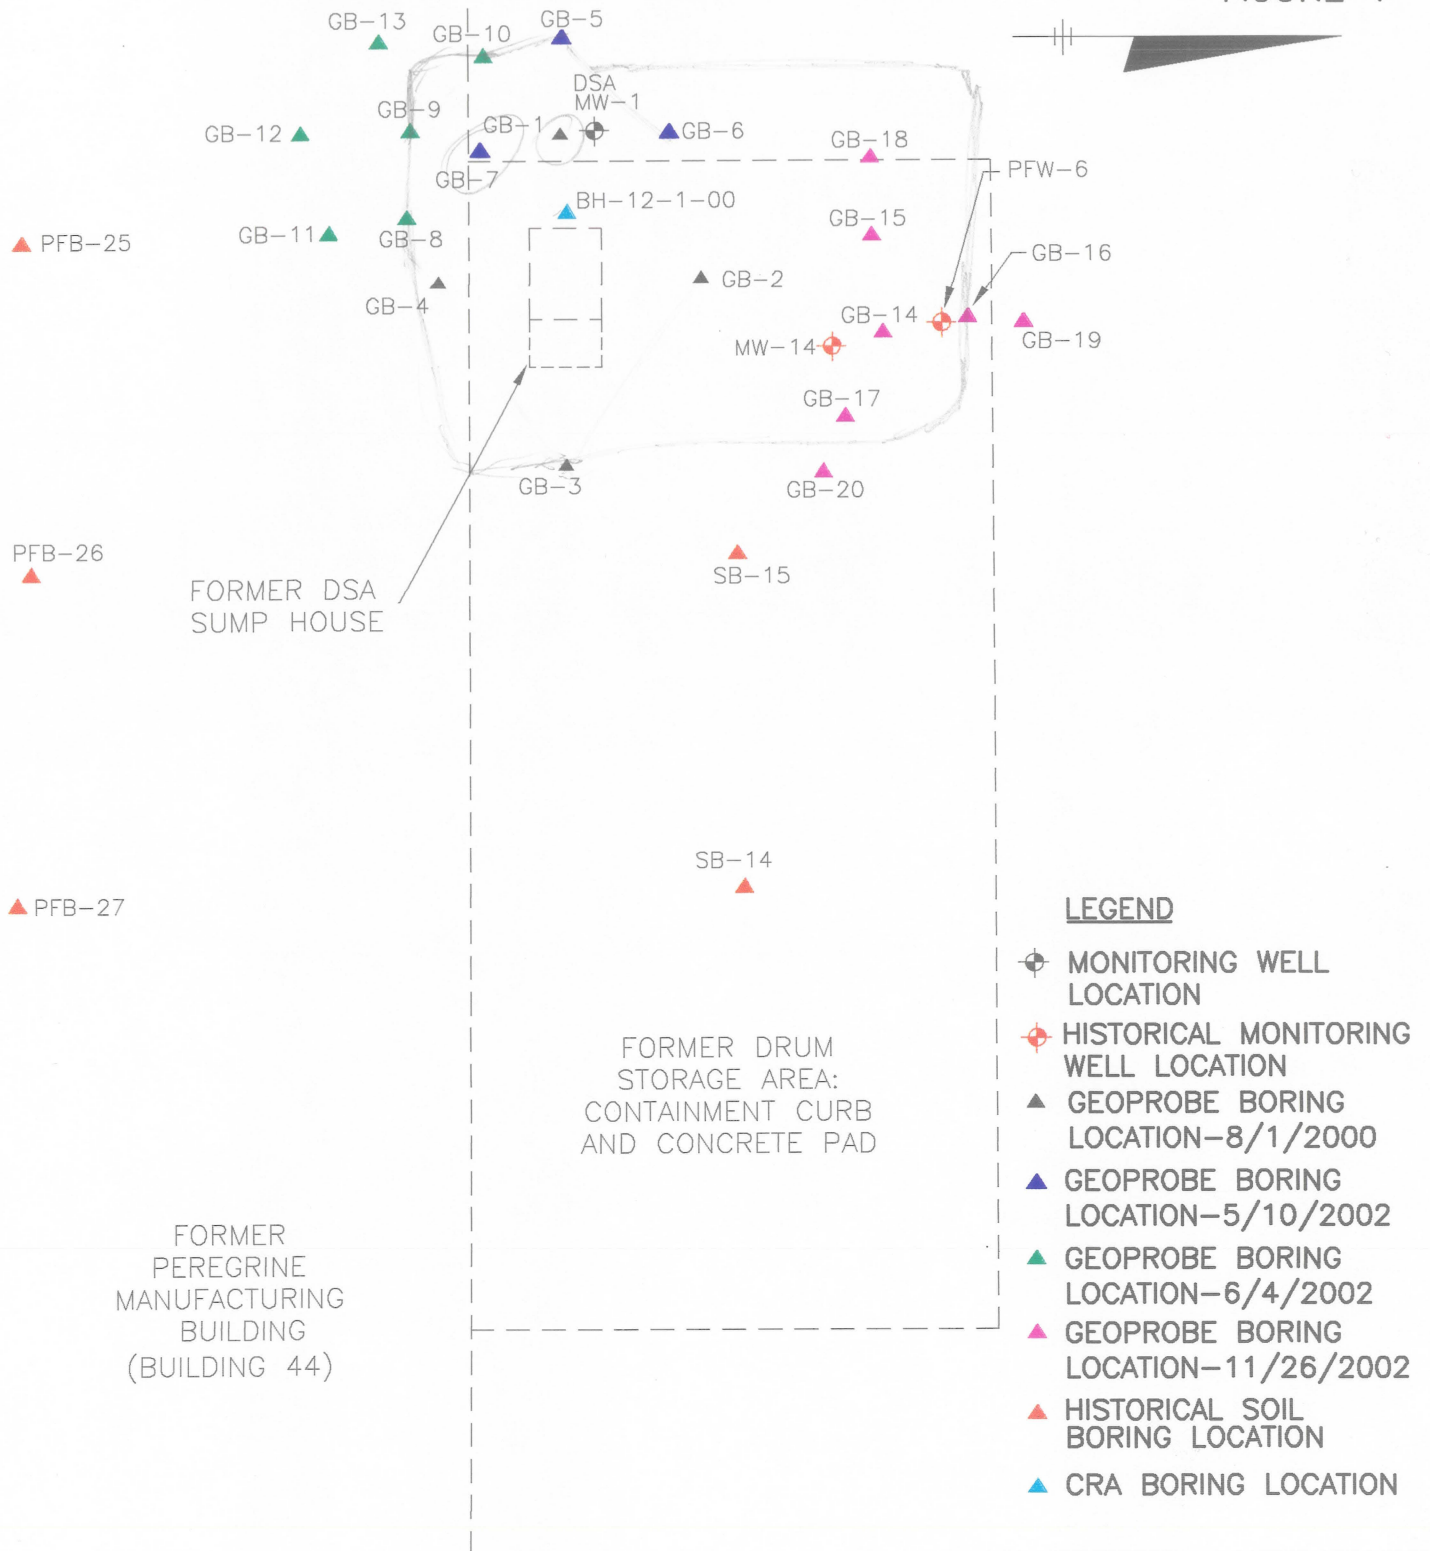 GB-13
GB-10
GB-5
DSA
MW-1
GB-12
GB-9
GB-1
GB-6
GB-18
GB-7
PFW-6
BH-12-1-00
PFB-25
GB-11
GB-8
GB-15
GB-16
GB-4
GB-2
GB-14
GB-19
MW-14
GB-17
GB-3
GB-20
PFB-26
SB-15
FORMER DSA
SUMP HOUSE
SB-14
PFB-27
FORMER DRUM
STORAGE AREA:
CONTAINMENT CURB
AND CONCRETE PAD
FORMER
PEREGRINE
MANUFACTURING
BUILDING
(BUILDING 44)
LEGEND
MONITORING WELL
LOCATION
HISTORICAL MONITORING
WELL LOCATION
GEOPROBE BORING
LOCATION-8/1/2000
GEOPROBE BORING
LOCATION-5/10/2002
GEOPROBE BORING
LOCATION-6/4/2002
GEOPROBE BORING
LOCATION-11/26/2002
HISTORICAL SOIL
BORING LOCATION
CRA BORING LOCATION